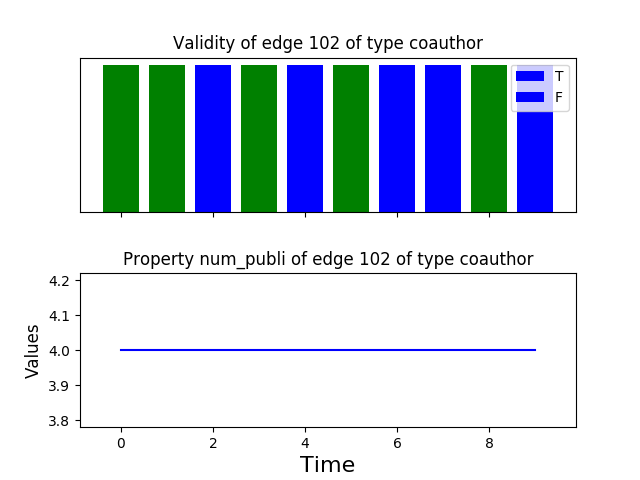 Validity of edge 102 of type coauthor
T
F
Property num_publi of edge 102 of type coauthor
4.2
4.1
4.0
3.9
3.8
Values
0 2 4 6 8
Time